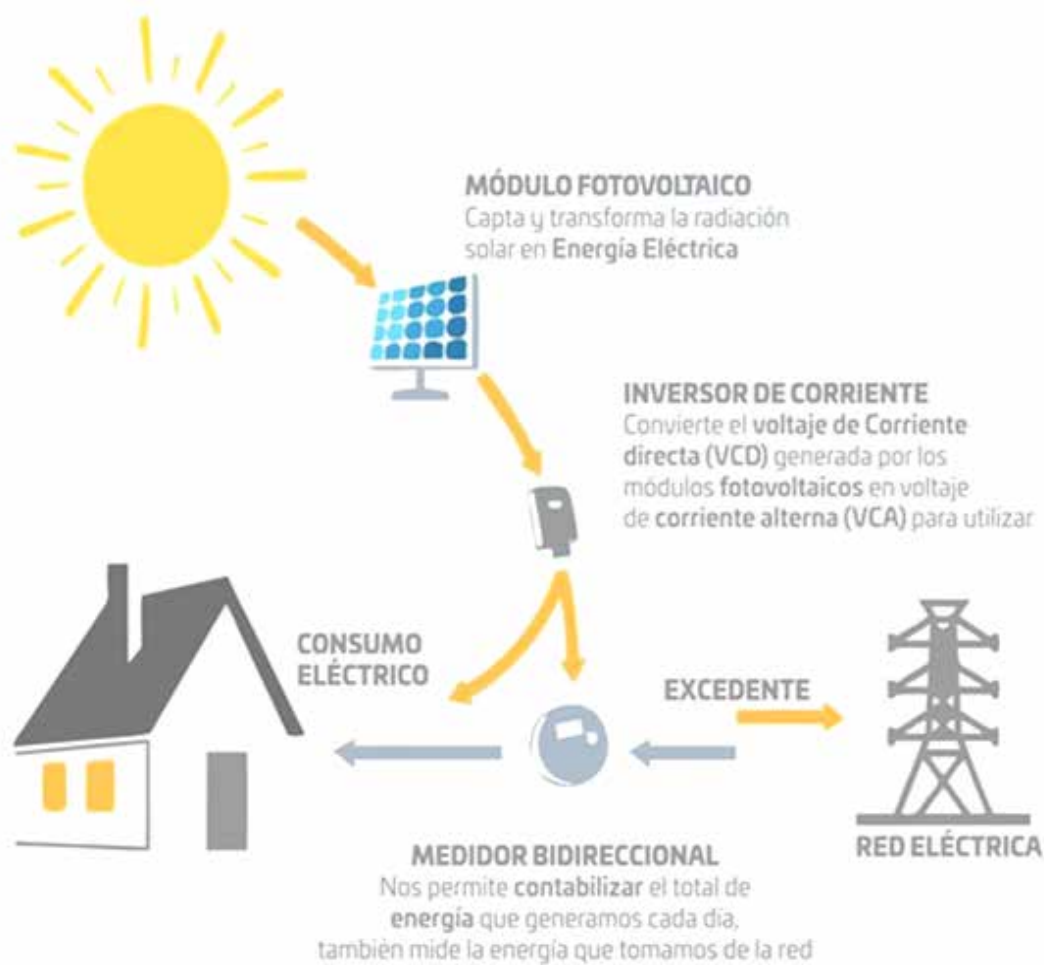 MÓDULO FOTOVOLTAICO
Capta y transforma la radiación
solar en Energía Eléctrica
INVERSOR DE CORRIENTE
Convierte el voltaje de Corriente
directa (VCD) generada por los
módulos fotovoltaicos en voltaje
de corriente alterna (VCA) para utilizar
CONSUMO
ELÉCTRICO
EXCEDENTE
RED ELÉCTRICA
MEDIDOR BIDIRECCIONAL
Nos permite contabilizar el total de
energía que generamos cada día,
también mide la energía que tomamos de la red